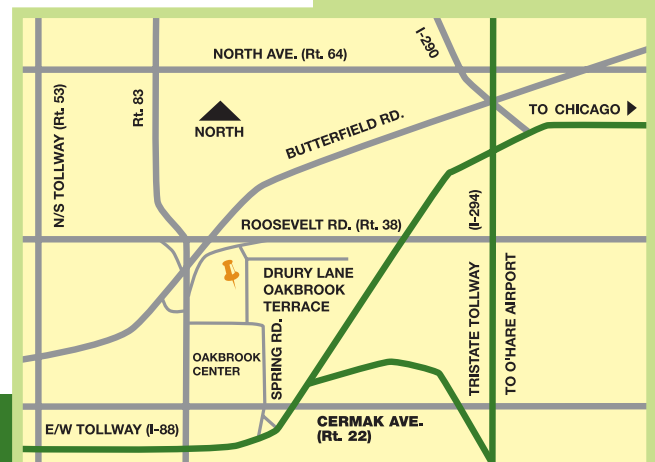 NORTH AVE. (Rt. 64)
I-290
N/S TOLLWAY (Rt. 53)
Rt. 83
NORTH
BUTTERFIELD RD.
TO CHICAGO
ROOSEVELT RD. (Rt. 38)
(I-294)
TRISTATE TOLLWAY
TO O'HARE AIRPORT
DRURY LANE
OAKBROOK
TERRACE
SPRING RD.
OAKBROOK
CENTER
E/W TOLLWAY (I-88)
CERMAK AVE.
(Rt. 22)